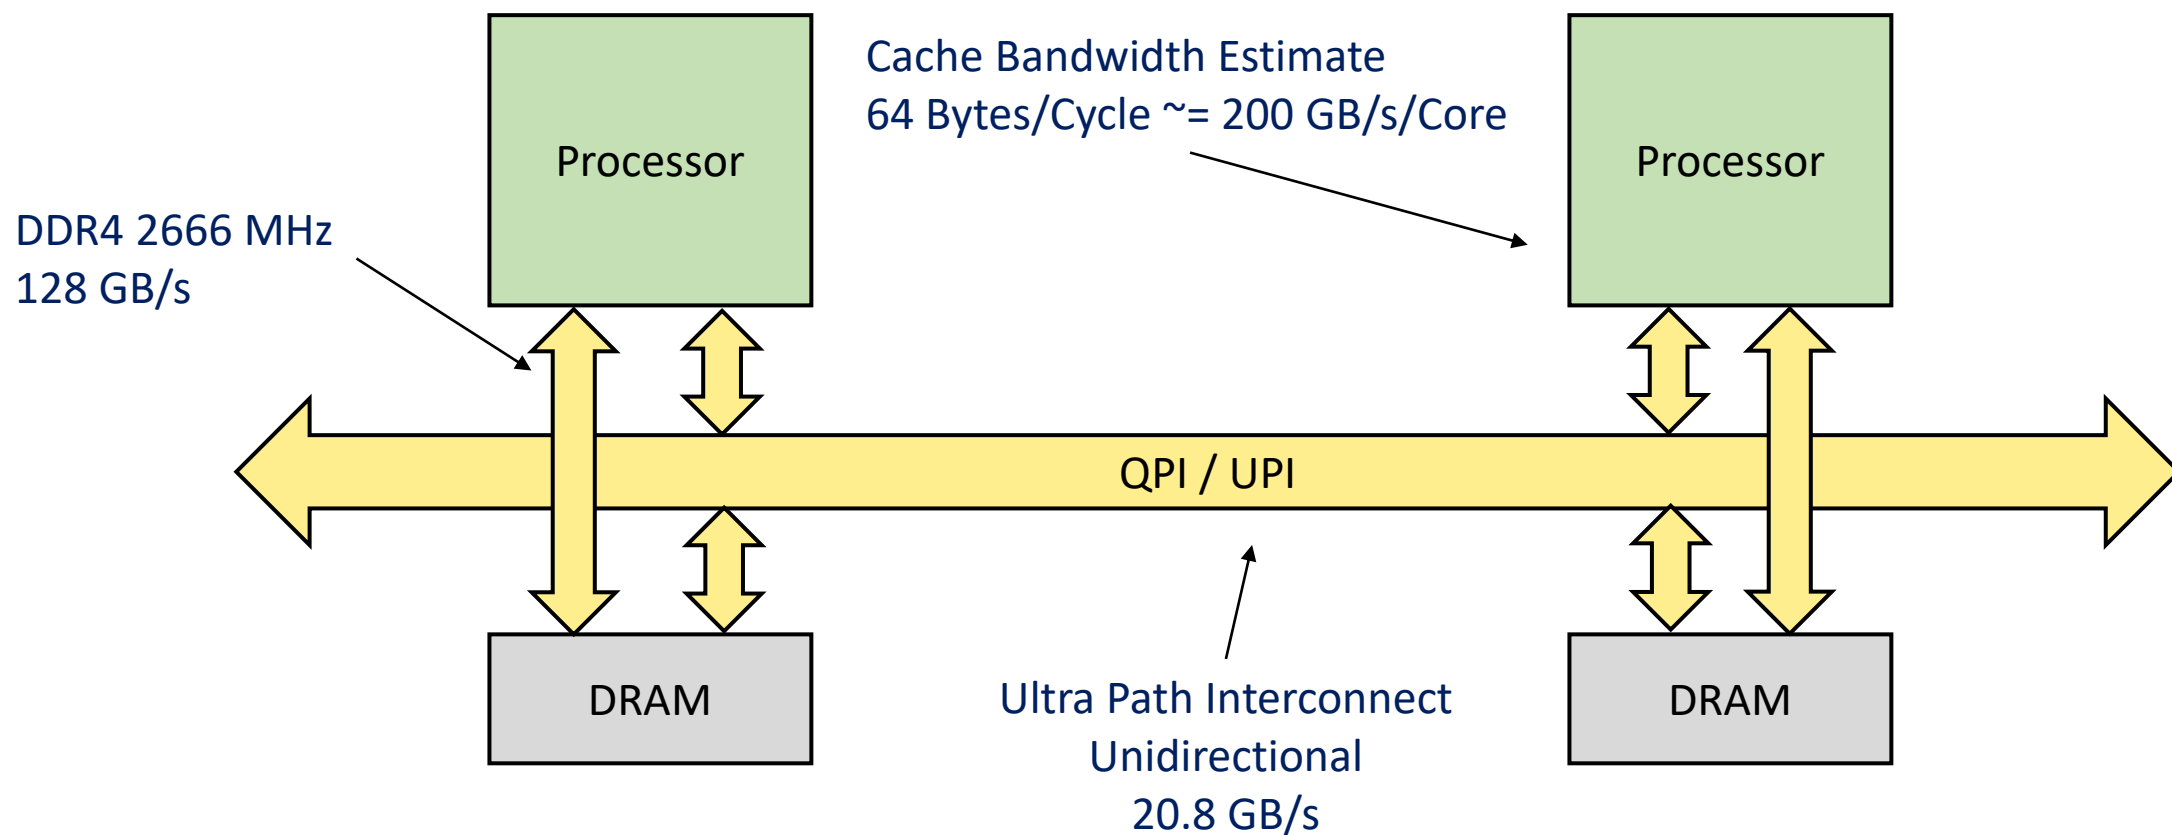 Processor
Cache Bandwidth Estimate
64 Bytes/Cycle ~= 200 GB/s/Core
Processor
DDR4 2666 MHz
128 GB/s
QPI / UPI
DRAM
Ultra Path Interconnect
Unidirectional
20.8 GB/s
DRAM